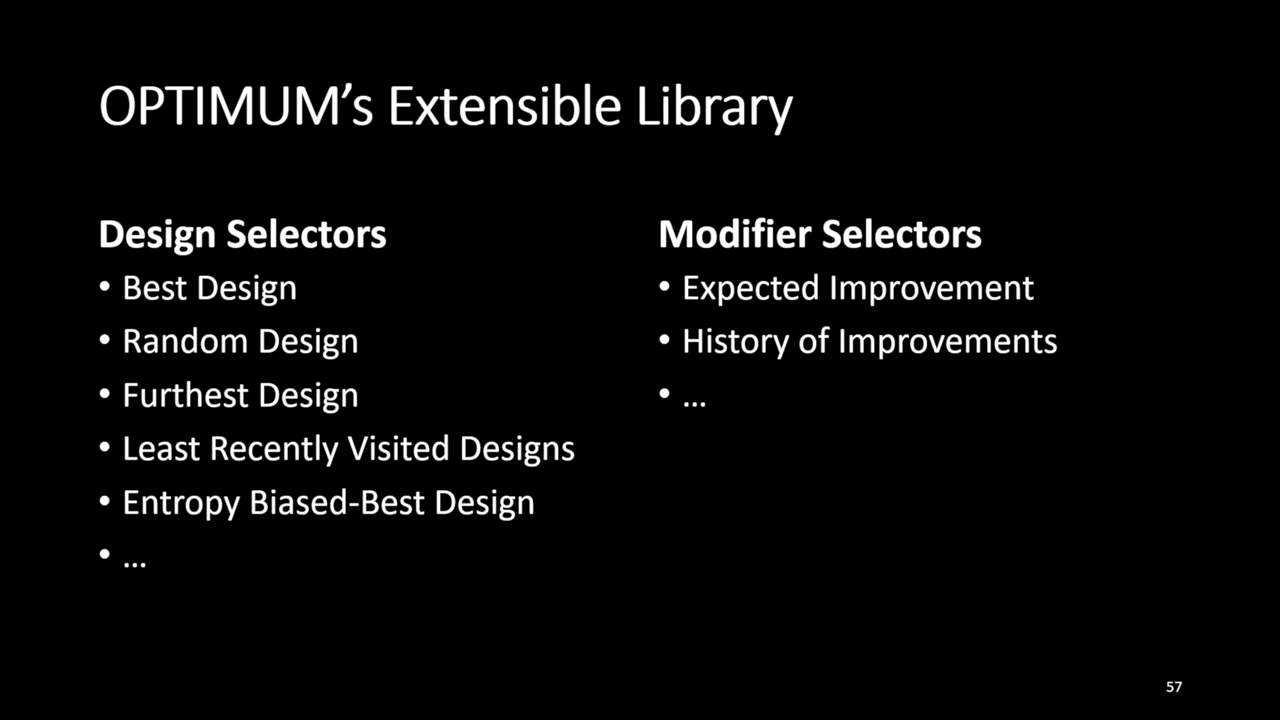 OPTIMUM’s Extensible Library
Design Selectors
• Best Design
• Random Design
• Furthest Design
• Least Recently Visited Designs
• Entropy Biased-Best Design
• …
Modifier Selectors
• Expected Improvement
• History of Improvements
• …
57